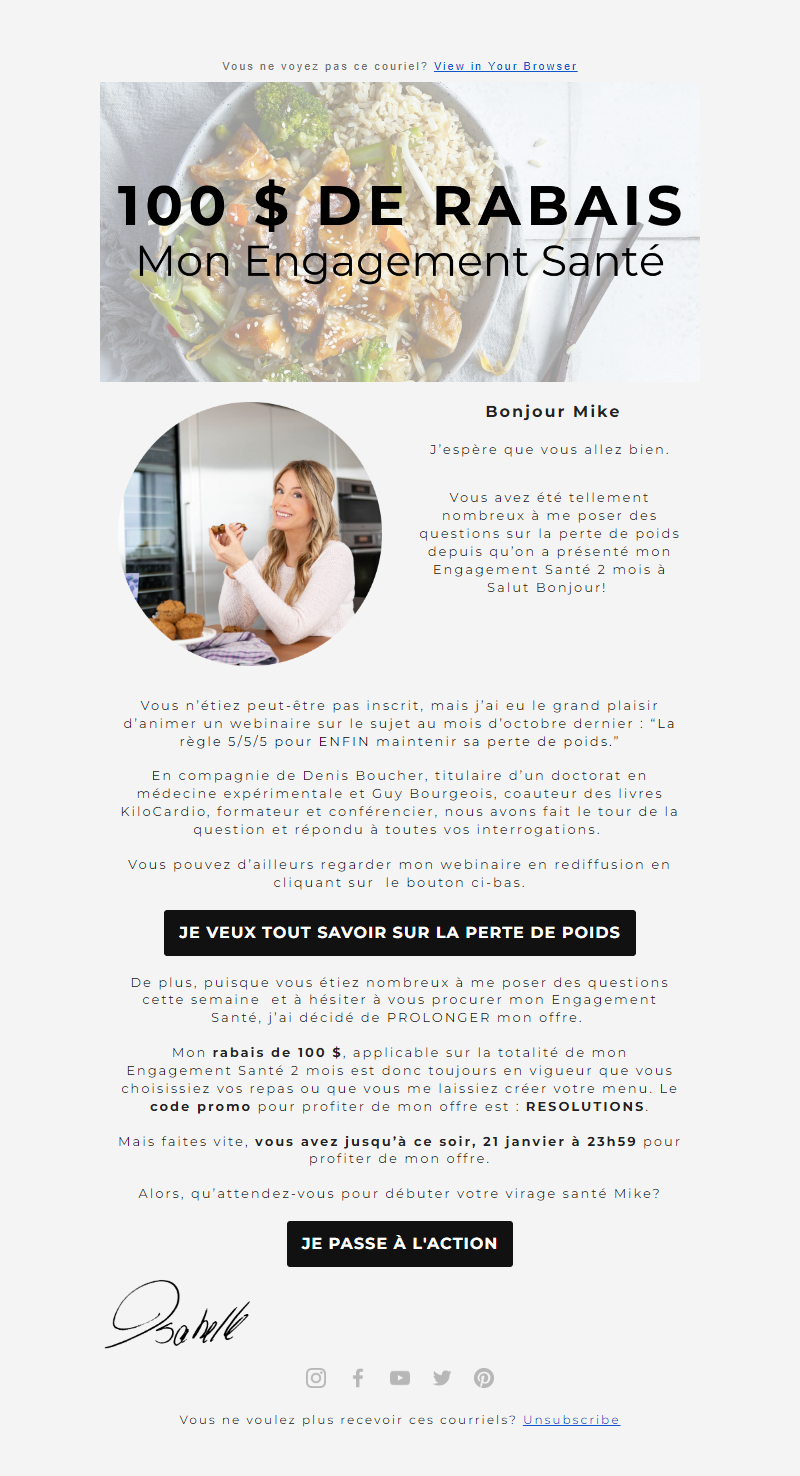 Vous ne voyez pas ce couriel? View in Your Browser
100 $ DE RABAIS
Mon Engagement Santé
Bonjour Mike
J'espère que vous allez bien.
Vous avez été tellement
nombreux à me poser des
questions sur la perte de poids
depuis qu'on a présenté mon
Engagement Santé 2 mois à
Salut Bonjour!
Vous n'étiez peut-être pas inscrit, mais j'ai eu le grand plaisir
d'animer un webinaire sur le sujet au mois d'octobre dernier : “La
règle 5/5/5 pour ENFIN maintenir sa perte de poids.”
En compagnie de Denis Boucher, titulaire d'un doctorat en
médecine expérimentale et Guy Bourgeois, coauteur des livres
KiloCardio, formateur et conférencier, nous avons fait le tour de la
question et répondu à toutes vos interrogations.
Vous pouvez d'ailleurs regarder mon webinaire en rediffusion en
cliquant sur  le bouton ci-bas.
JE VEUX TOUT SAVOIR SUR LA PERTE DE POIDS
De plus, puisque vous étiez nombreux à me poser des questions
cette semaine  et à hésiter à vous procurer mon Engagement
Santé, j'ai décidé de PROLONGER mon offre.
Mon rabais de 100 $, applicable sur la totalité de mon
Engagement Santé 2 mois est donc toujours en vigueur que vous
choisissiez vos repas ou que vous me laissiez créer votre menu. Le
code promo pour profiter de mon offre est : RESOLUTIONS.
Mais faites vite, vous avez jusqu'à ce soir, 21 janvier à 23h59 pour
profiter de mon offre.
Alors, qu'attendez-vous pour débuter votre virage santé Mike?
JE PASSE À L'ACTION
Isabelle
Vous ne voulez plus recevoir ces courriels? Unsubscribe